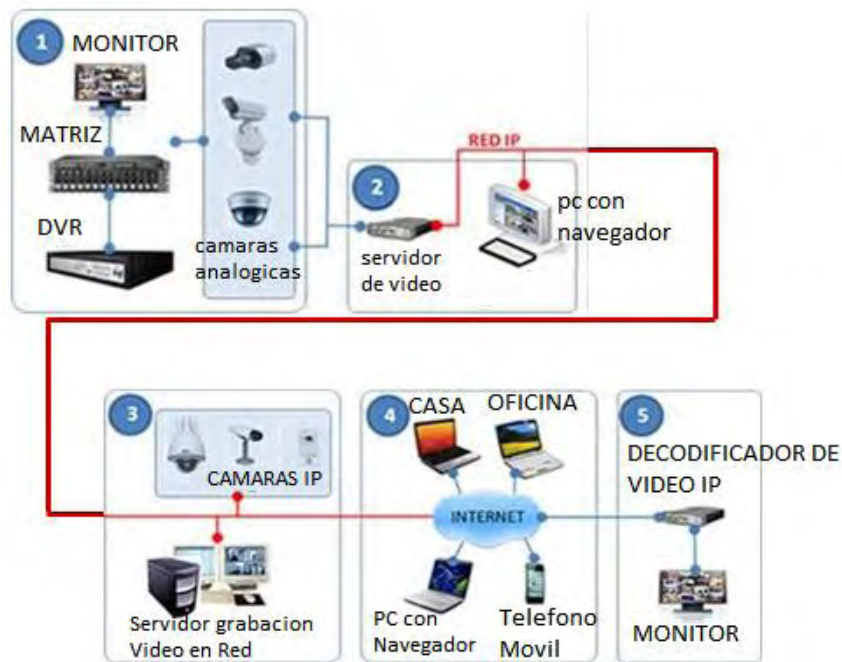 1
MONITOR
MATRIZ
DVR
camaras
analogicas
RED IP
2
servidor
de video
pc con
navegador
3
CAMARAS IP
Servidor grabacion
Video en Red
4
CASA
OFICINA
INTERNET
PC con
Navegador
Telefono
Movil
5
DECODIFICADOR DE
VIDEO IP
MONITOR